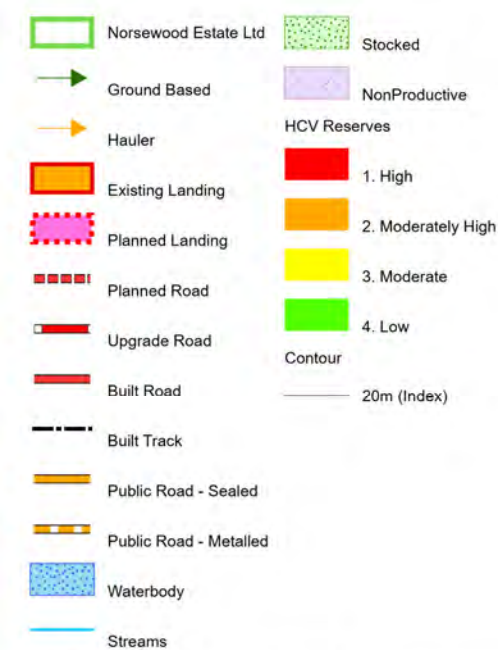 Norsewood Estate Ltd
Ground Based
Hauler
Existing Landing
Planned Landing
Planned Road
Upgrade Road
Built Road
Built Track
Public Road - Sealed
Public Road - Metalled
Waterbody
Streams
Stocked
NonProductive
HCV Reserves
1. High
2. Moderately High
3. Moderate
4. Low
Contour
20m (Index)